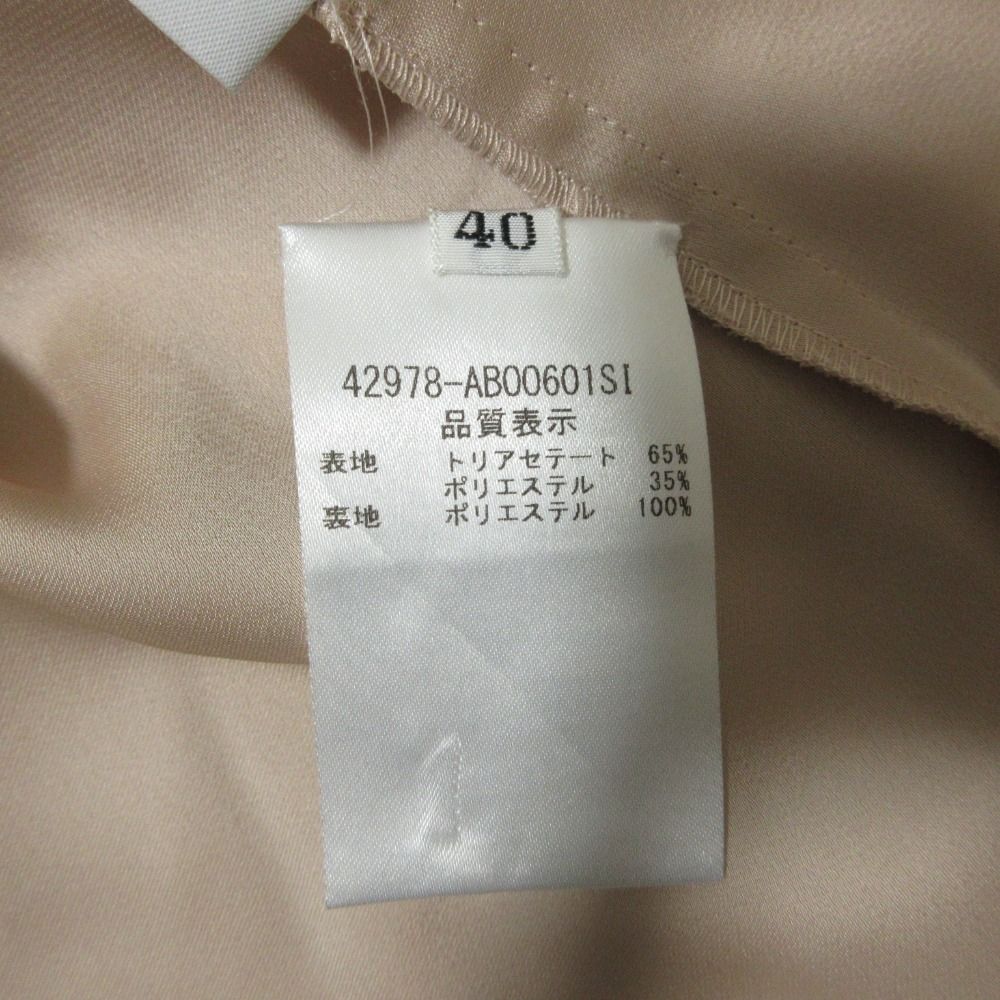 40
42978-AB00601SI
品質表示
表地 トリアセテート 65%
ポリエステル 35%
裏地 ポリエステル 100%